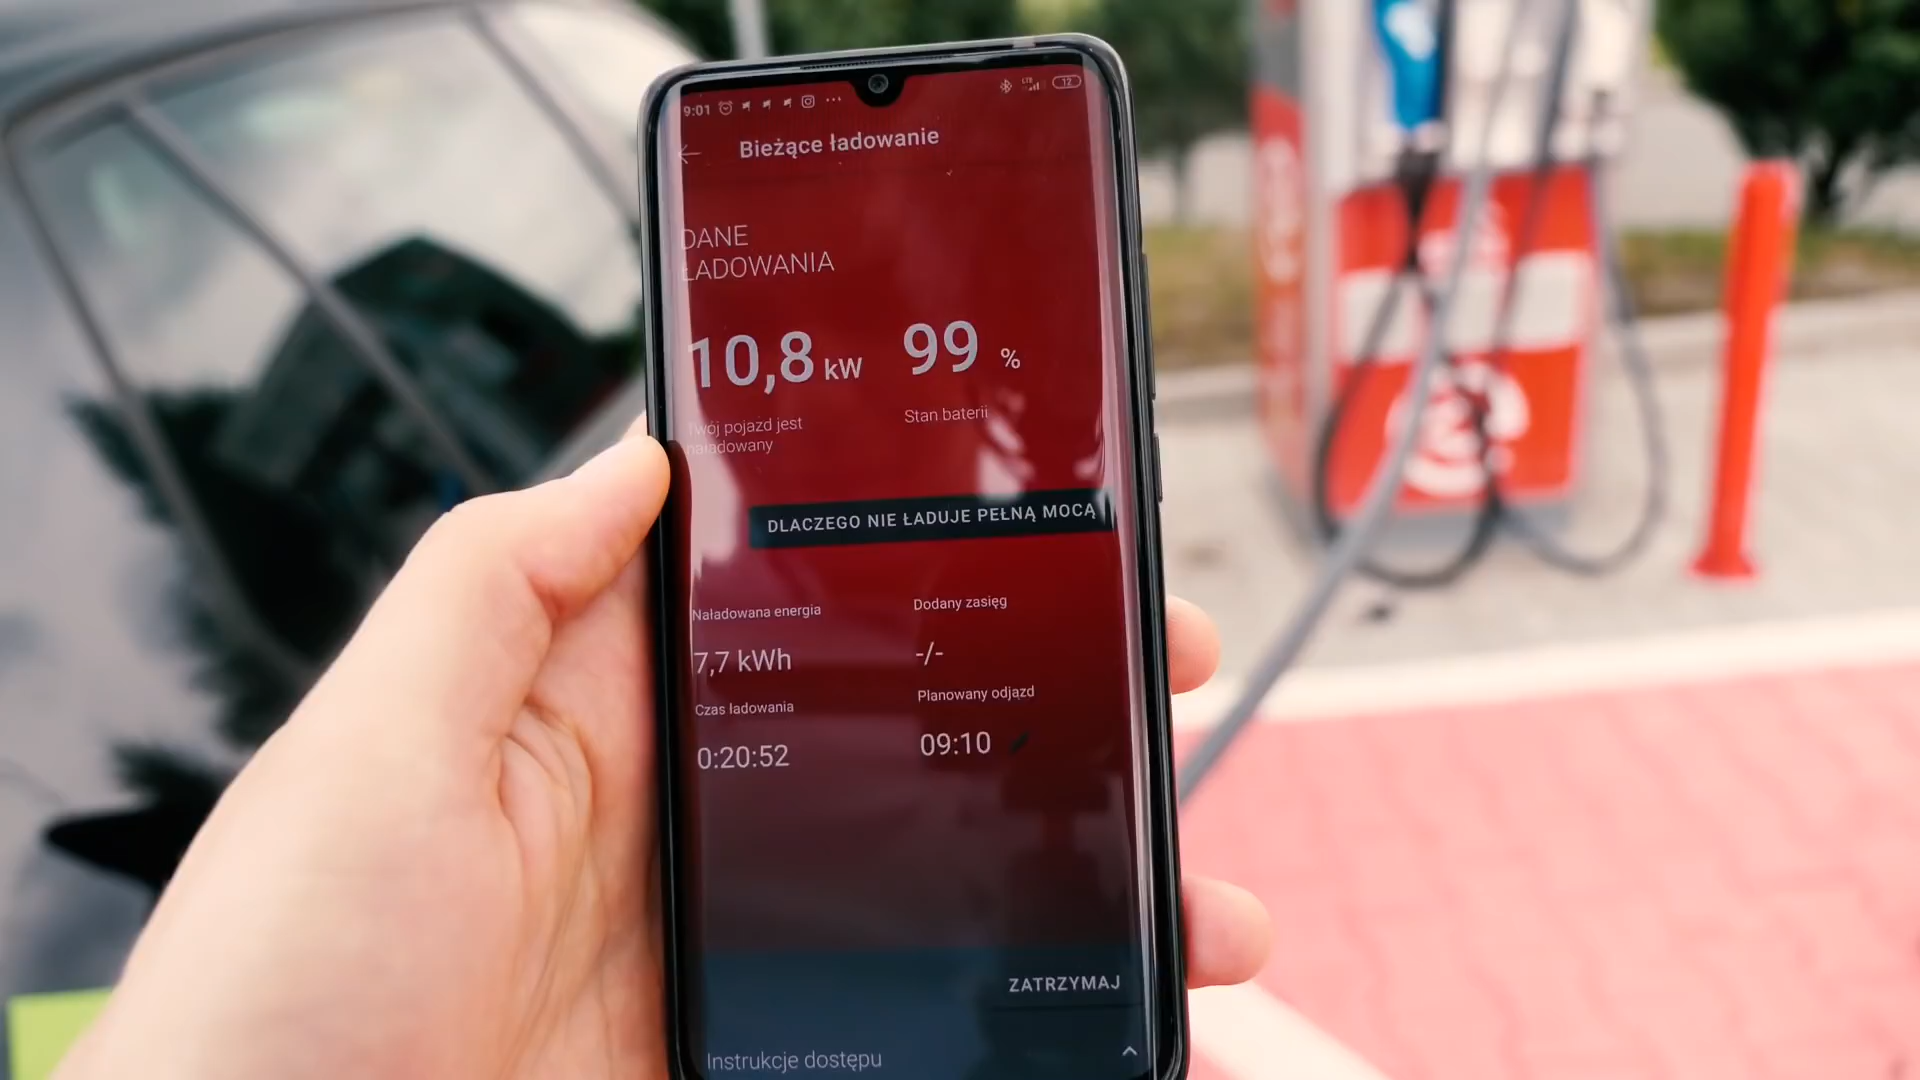 9:01
LTE
12
Bieżące ładowanie
DANE
ŁADOWANIA
10,8 kW
99 %
Twój pojazd jest
naładowany
Stan baterii
DLACZEGO NIE ŁADUJE PEŁNĄ MOCĄ
Naładowana energia
Dodany zasięg
7,7 kWh
-/-
Czas ładowania
Planowany odjazd
0:20:52
09:10
ZATRZYMAJ
Instrukcje dostępu